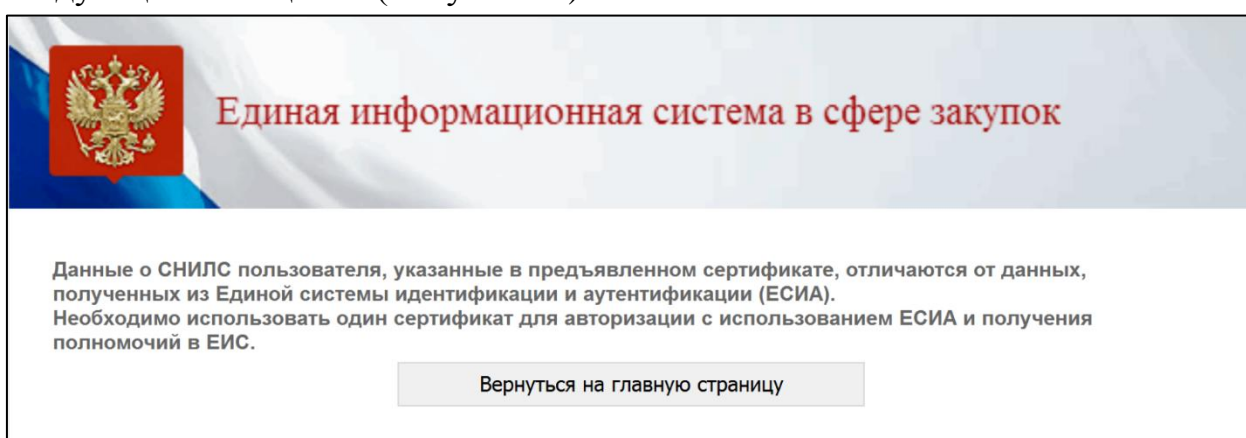 Единая информационная система в сфере закупок
Данные о СНИЛС пользователя, указанные в предъявленном сертификате, отличаются от данных,
полученных из Единой системы идентификации и аутентификации (ЕСИА).
Необходимо использовать один сертификат для авторизации с использованием ЕСИА и получения
полномочий в ЕИС.
Вернуться на главную страницу